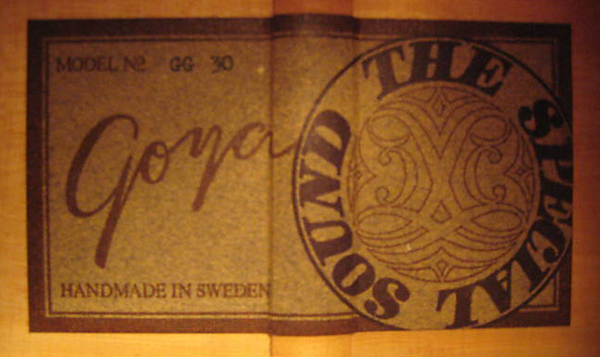 MODEL Nº GG 30
Goya
HANDMADE IN SWEDEN
THE SPECIAL SOUND